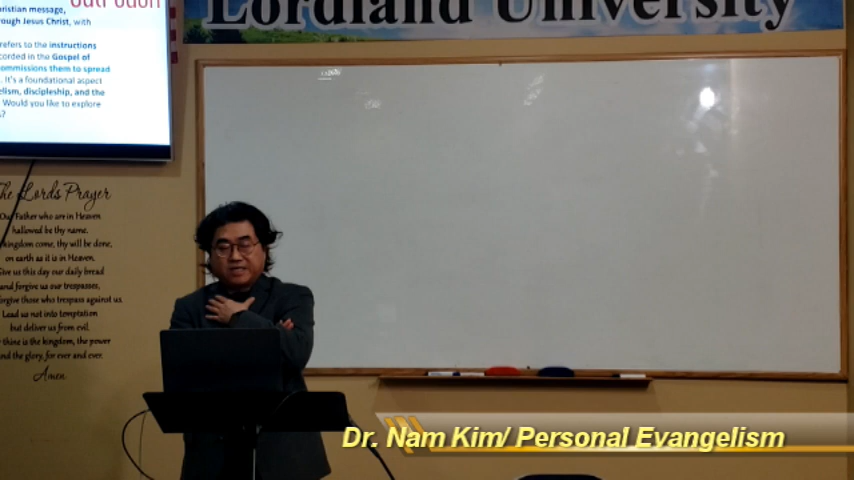 Lordland University
hristian message,
rough Jesus Christ, with
refers to the instructions
corded in the Gospel of
ommissions them to spread
. It's a foundational aspect
elism, discipleship, and the
Would you like to explore
s?
The Lords Prayer
Our Father who are in Heaven
hallowed be thy name.
kingdom come, thy will be done,
on earth as it is in Heaven.
Give us this day our daily bread
and forgive us our trespasses,
forgive those who trespass against us.
Lead us not into temptation
but deliver us from evil.
thine is the kingdom, the power
and the glory, for ever and ever.
Amen
Dr. Nam Kim/ Personal Evangelism